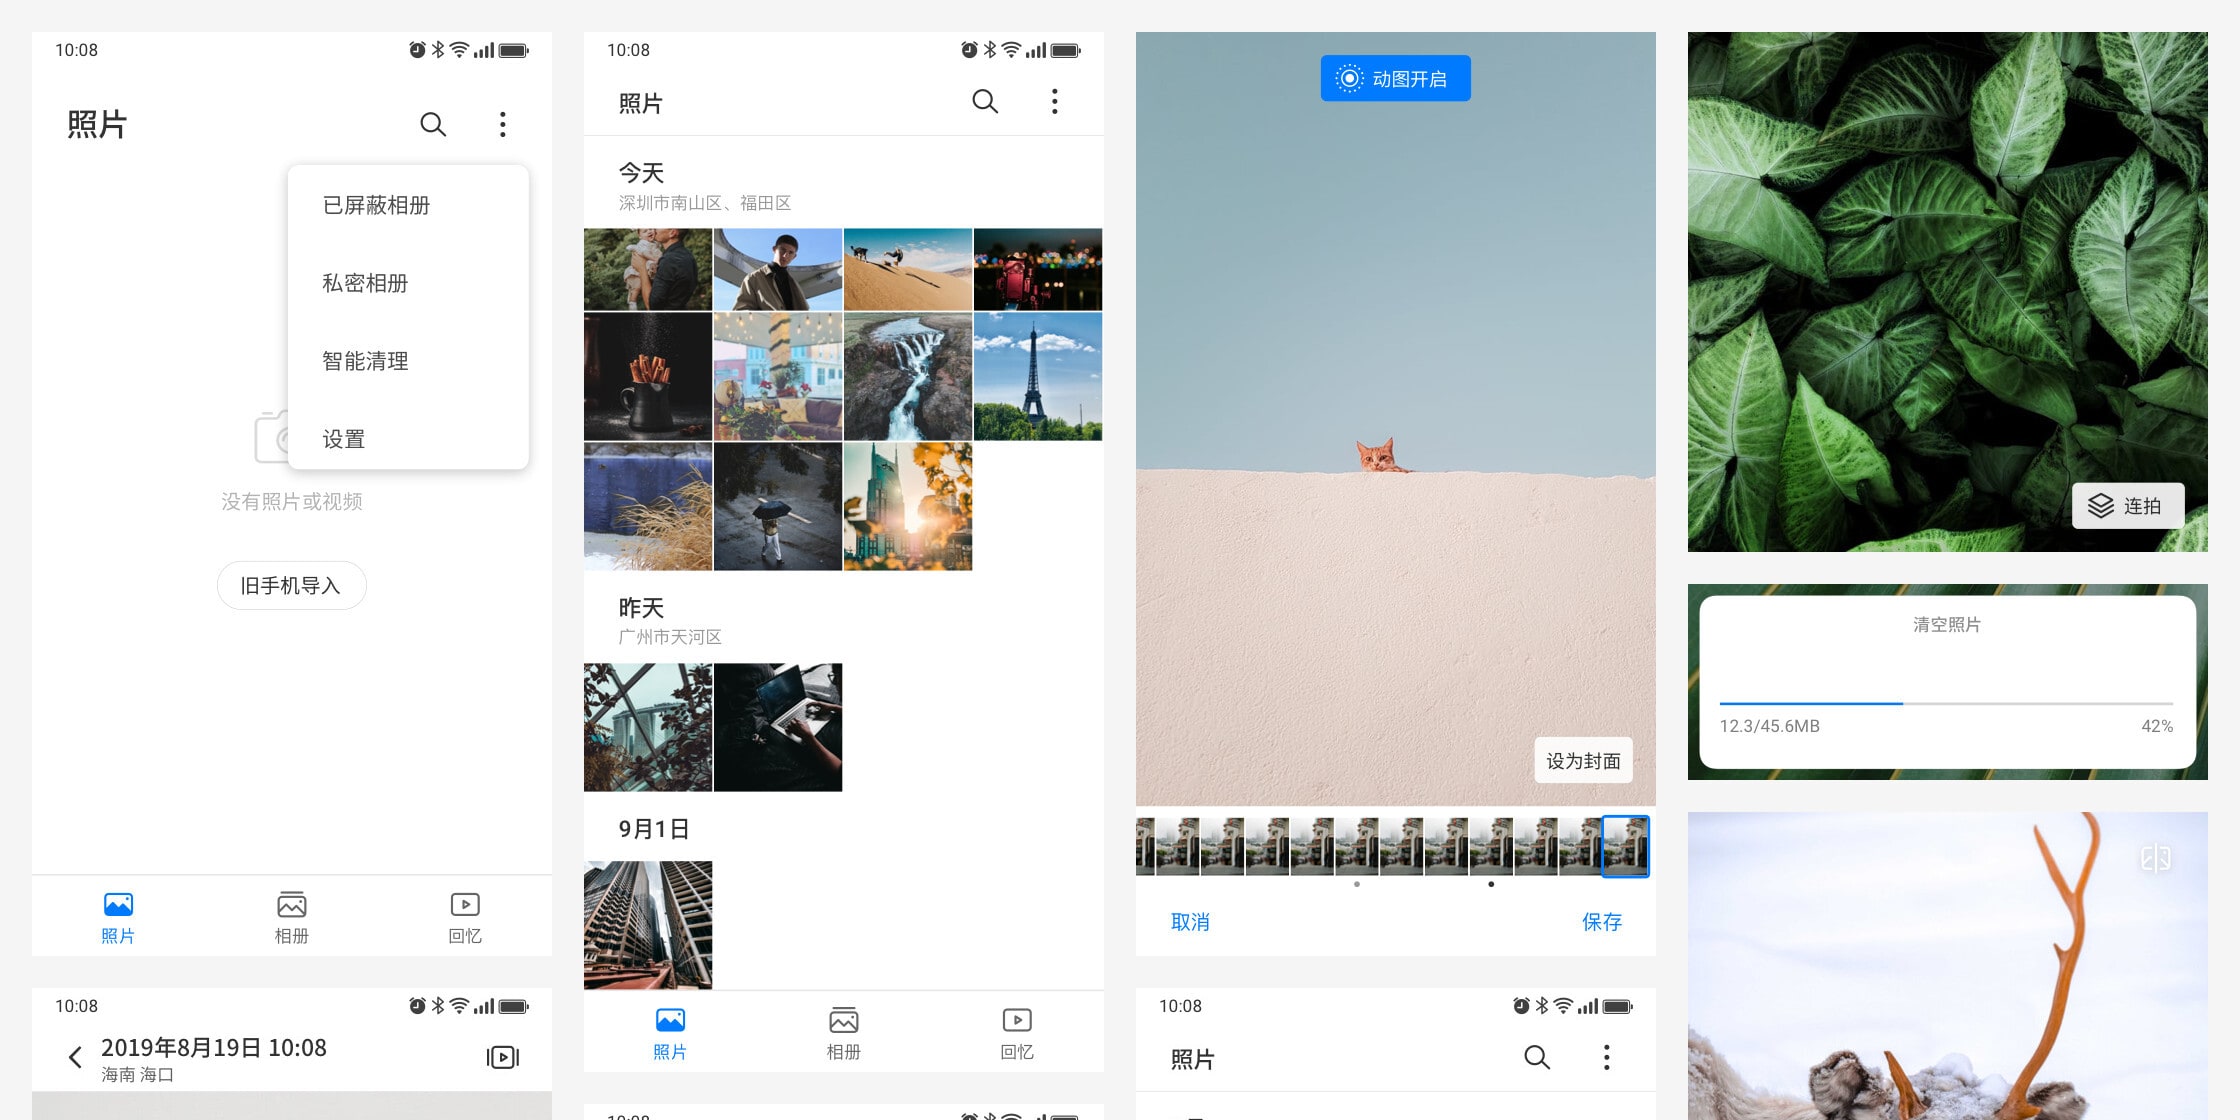 10:08
照片
已屏蔽相册
私密相册
智能清理
设置
没有照片或视频
旧手机导入
照片
相册
回忆
10:08
2019年8月19日 10:08
海南 海口
10:08
照片
今天
深圳市南山区、福田区
昨天
广州市天河区
9月1日
照片
相册
回忆
10:08
动图开启
设为封面
取消
保存
10:08
照片
连拍
清空照片
12.3/45.6MB
42%